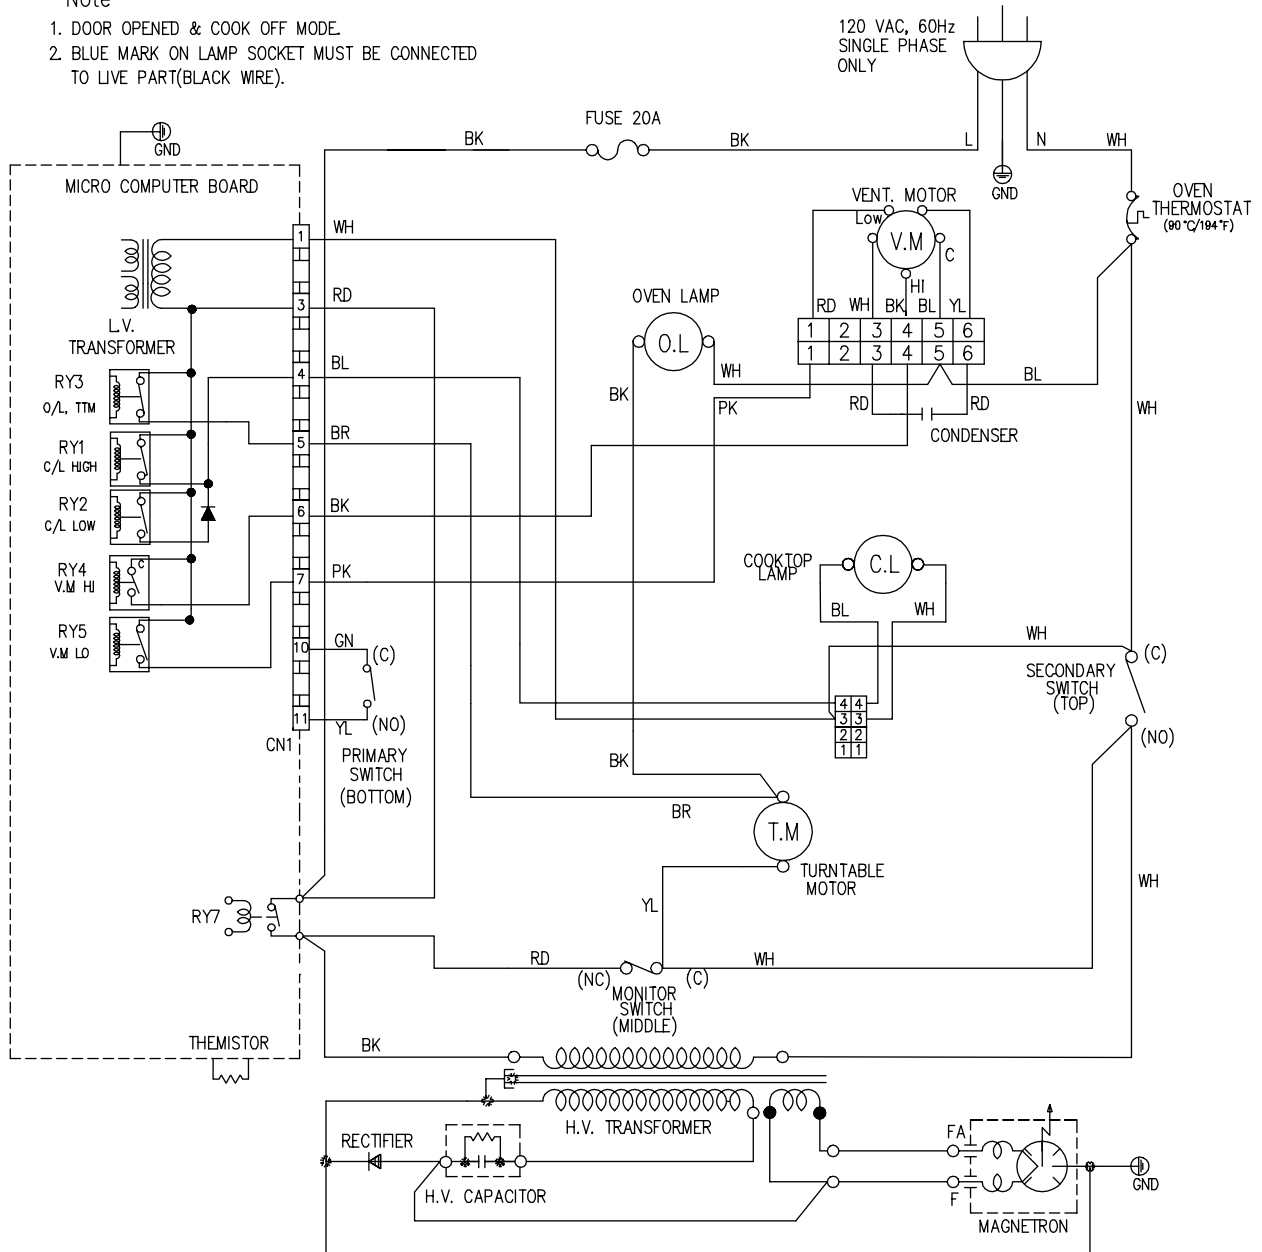 Note
1. DOOR OPENED & COOK OFF MODE.
2. BLUE MARK ON LAMP SOCKET MUST BE CONNECTED
TO LIVE PART(BLACK WIRE).
120 VAC, 60Hz
SINGLE PHASE
ONLY
FUSE 20A
BK
BK
L
N
WH
GND
GND
MICRO COMPUTER BOARD
VENT. MOTOR
Low
V.M
C
HI
OVEN
THERMOSTAT
(90°C/194°F)
1
WH
3
RD
L.V.
TRANSFORMER
OVEN LAMP
O.L
RD WH BK BL YL
1 2 3 4 5 6
1 2 3 4 5 6
WH
BL
BK
PK
RD
RD
CONDENSER
WH
RY3
O/L, TTM
4
BL
RY1
C/L HIGH
5
BR
RY2
C/L LOW
6
BK
RY4
V.M HI
C
7
PK
RY5
V.M LO
COOKTOP
LAMP
C.L
BL
WH
WH
10
GN
(C)
11
YL
(NO)
CN1
PRIMARY
SWITCH
(BOTTOM)
(C)
SECONDARY
SWITCH
(TOP)
(NO)
4 4
3 3
2 2
1 1
BK
BR
T.M
TURNTABLE
MOTOR
WH
YL
RY7
RD
(NC)
(C)
WH
MONITOR
SWITCH
(MIDDLE)
THEMISTOR
BK
H.V. TRANSFORMER
RECTIFIER
H.V. CAPACITOR
FA
F
GND
MAGNETRON